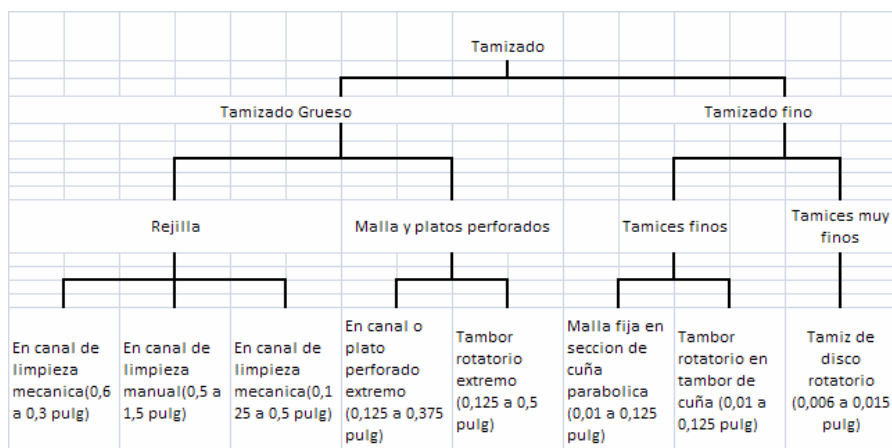 Tamizado
Tamizado Grueso
Tamizado fino
Rejilla
Malla y platos perforados
Tamices finos
Tamices muy
finos
En canal de
limpieza
mecanica(0,6
a 0,3 pulg)
En canal de
limpieza
manual(0,5 a
1,5 pulg)
En canal de
limpieza
mecanica(0,1
25 a 0,5 pulg)
En canal o
plato
perforado
extremo
(0,125 a 0,375
pulg)
Tambor
rotatorio
extremo
(0,125 a 0,5
pulg)
Malla fija en
seccion de
cuña
parabolica
(0,01 a 0,125
pulg)
Tambor
rotatorio en
tambor de
cuña (0,01 a
0,125 pulg)
Tamiz de
disco
rotatorio
(0,006 a 0,015
pulg)